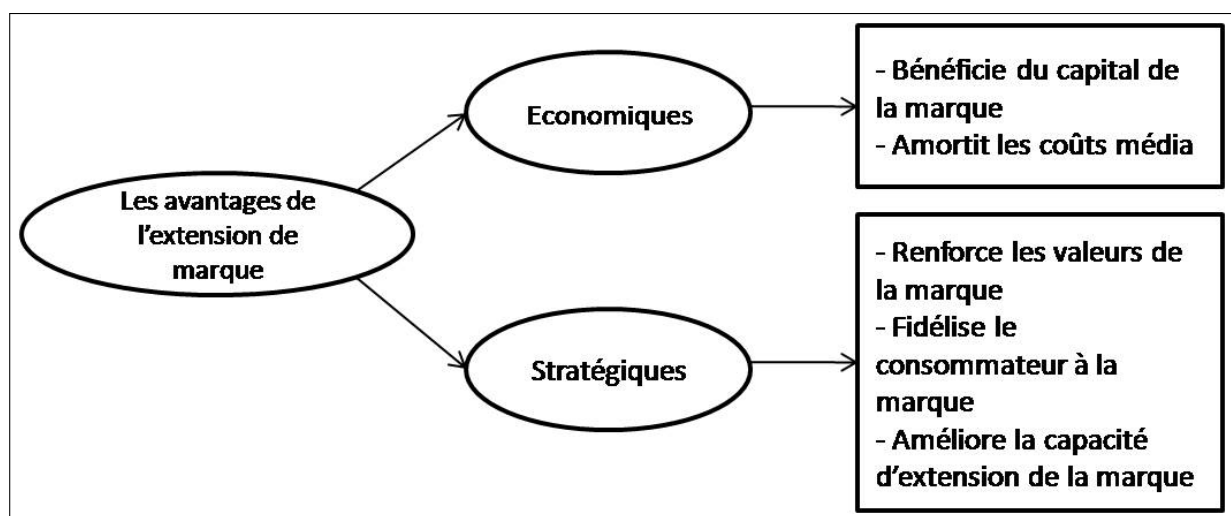 Les avantages de
l'extension de
marque
Economiques
- Bénéficie du capital de
la marque
- Amortit les coûts média
Stratégiques
- Renforce les valeurs de
la marque
- Fidélise le
consommateur à la
marque
- Améliore la capacité
d'extension de la marque